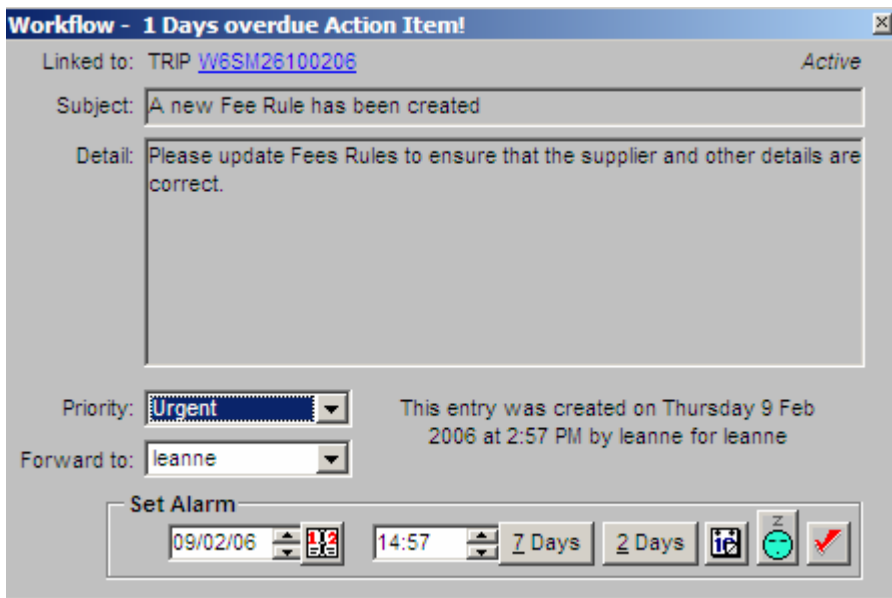 Workflow - 1 Days overdue Action Item!
Linked to: TRIP W6SM26100206 Active
Subject: A new Fee Rule has been created
Detail: Please update Fees Rules to ensure that the supplier and other details are
correct.
Priority: Urgent
This entry was created on Thursday 9 Feb
2006 at 2:57 PM by leanne for leanne
Forward to: leanne
Set Alarm
09/02/06 14:57 7 Days 2 Days
Z